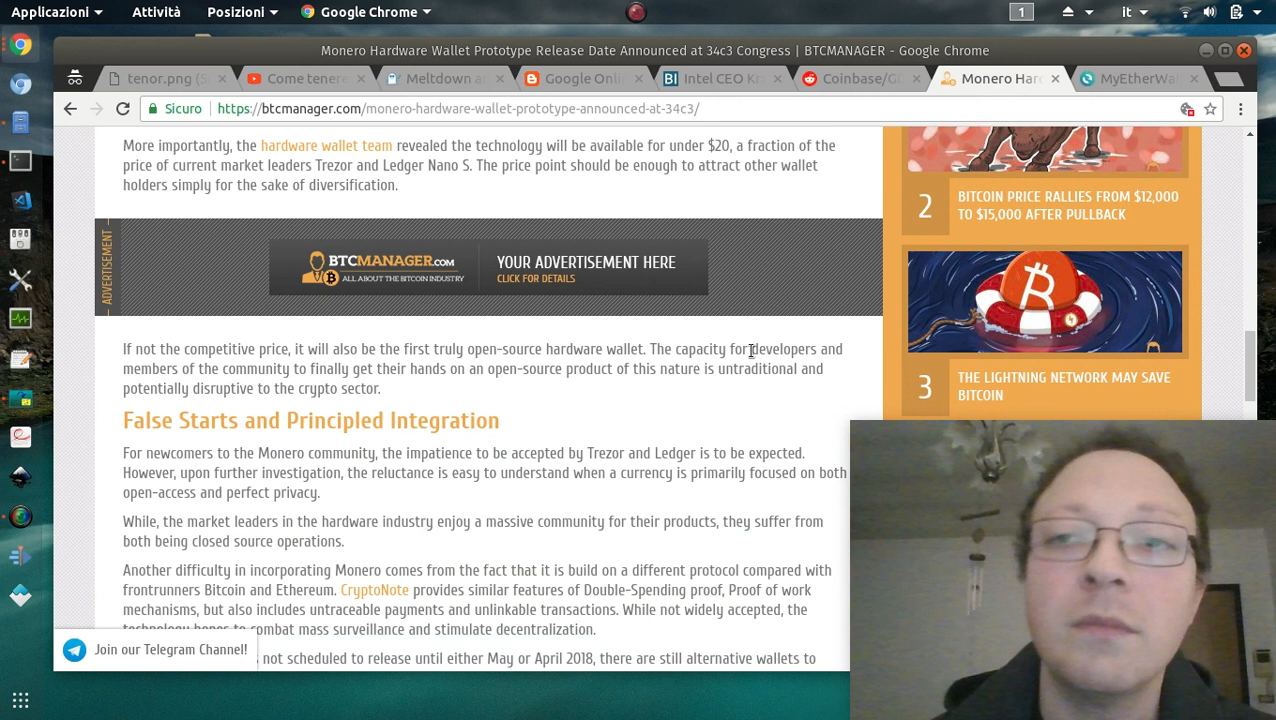 Applicazioni Attività Posizioni Google Chrome 1 it
Monero Hardware Wallet Prototype Release Date Announced at 34c3 Congress | BTCMANAGER - Google Chrome
tenor.png (S Come tenere Meltdown a Google Onli Intel CEO Kr Coinbase/G Monero Har MyEtherWal
Sicuro https://btcmanager.com/monero-hardware-wallet-prototype-announced-at-34c3/
More importantly, the hardware wallet team revealed the technology will be available for under $20, a fraction of the
price of current market leaders Trezor and Ledger Nano S. The price point should be enough to attract other wallet
holders simply for the sake of diversification.
ADVERTISEMENT
BTCMANAGER.COM
ALL ABOUT THE BITCOIN INDUSTRY
YOUR ADVERTISEMENT HERE
CLICK FOR DETAILS
If not the competitive price, it will also be the first truly open-source hardware wallet. The capacity for developers and
members of the community to finally get their hands on an open-source product of this nature is untraditional and
potentially disruptive to the crypto sector.
False Starts and Principled Integration
For newcomers to the Monero community, the impatience to be accepted by Trezor and Ledger is to be expected.
However, upon further investigation, the reluctance is easy to understand when a currency is primarily focused on both
open-access and perfect privacy.
While, the market leaders in the hardware industry enjoy a massive community for their products, they suffer from
both being closed source operations.
Another difficulty in incorporating Monero comes from the fact that it is build on a different protocol compared with
frontrunners Bitcoin and Ethereum. CryptoNote provides similar features of Double-Spending proof, Proof of work
mechanisms, but also includes untraceable payments and unlinkable transactions. While not widely accepted, the
technology hopes to combat mass surveillance and stimulate decentralization.
not scheduled to release until either May or April 2018, there are still alternative wallets to
Join our Telegram Channel!
2
BITCOIN PRICE RALLIES FROM $12,000
TO $15,000 AFTER PULLBACK
3
THE LIGHTNING NETWORK MAY SAVE
BITCOIN